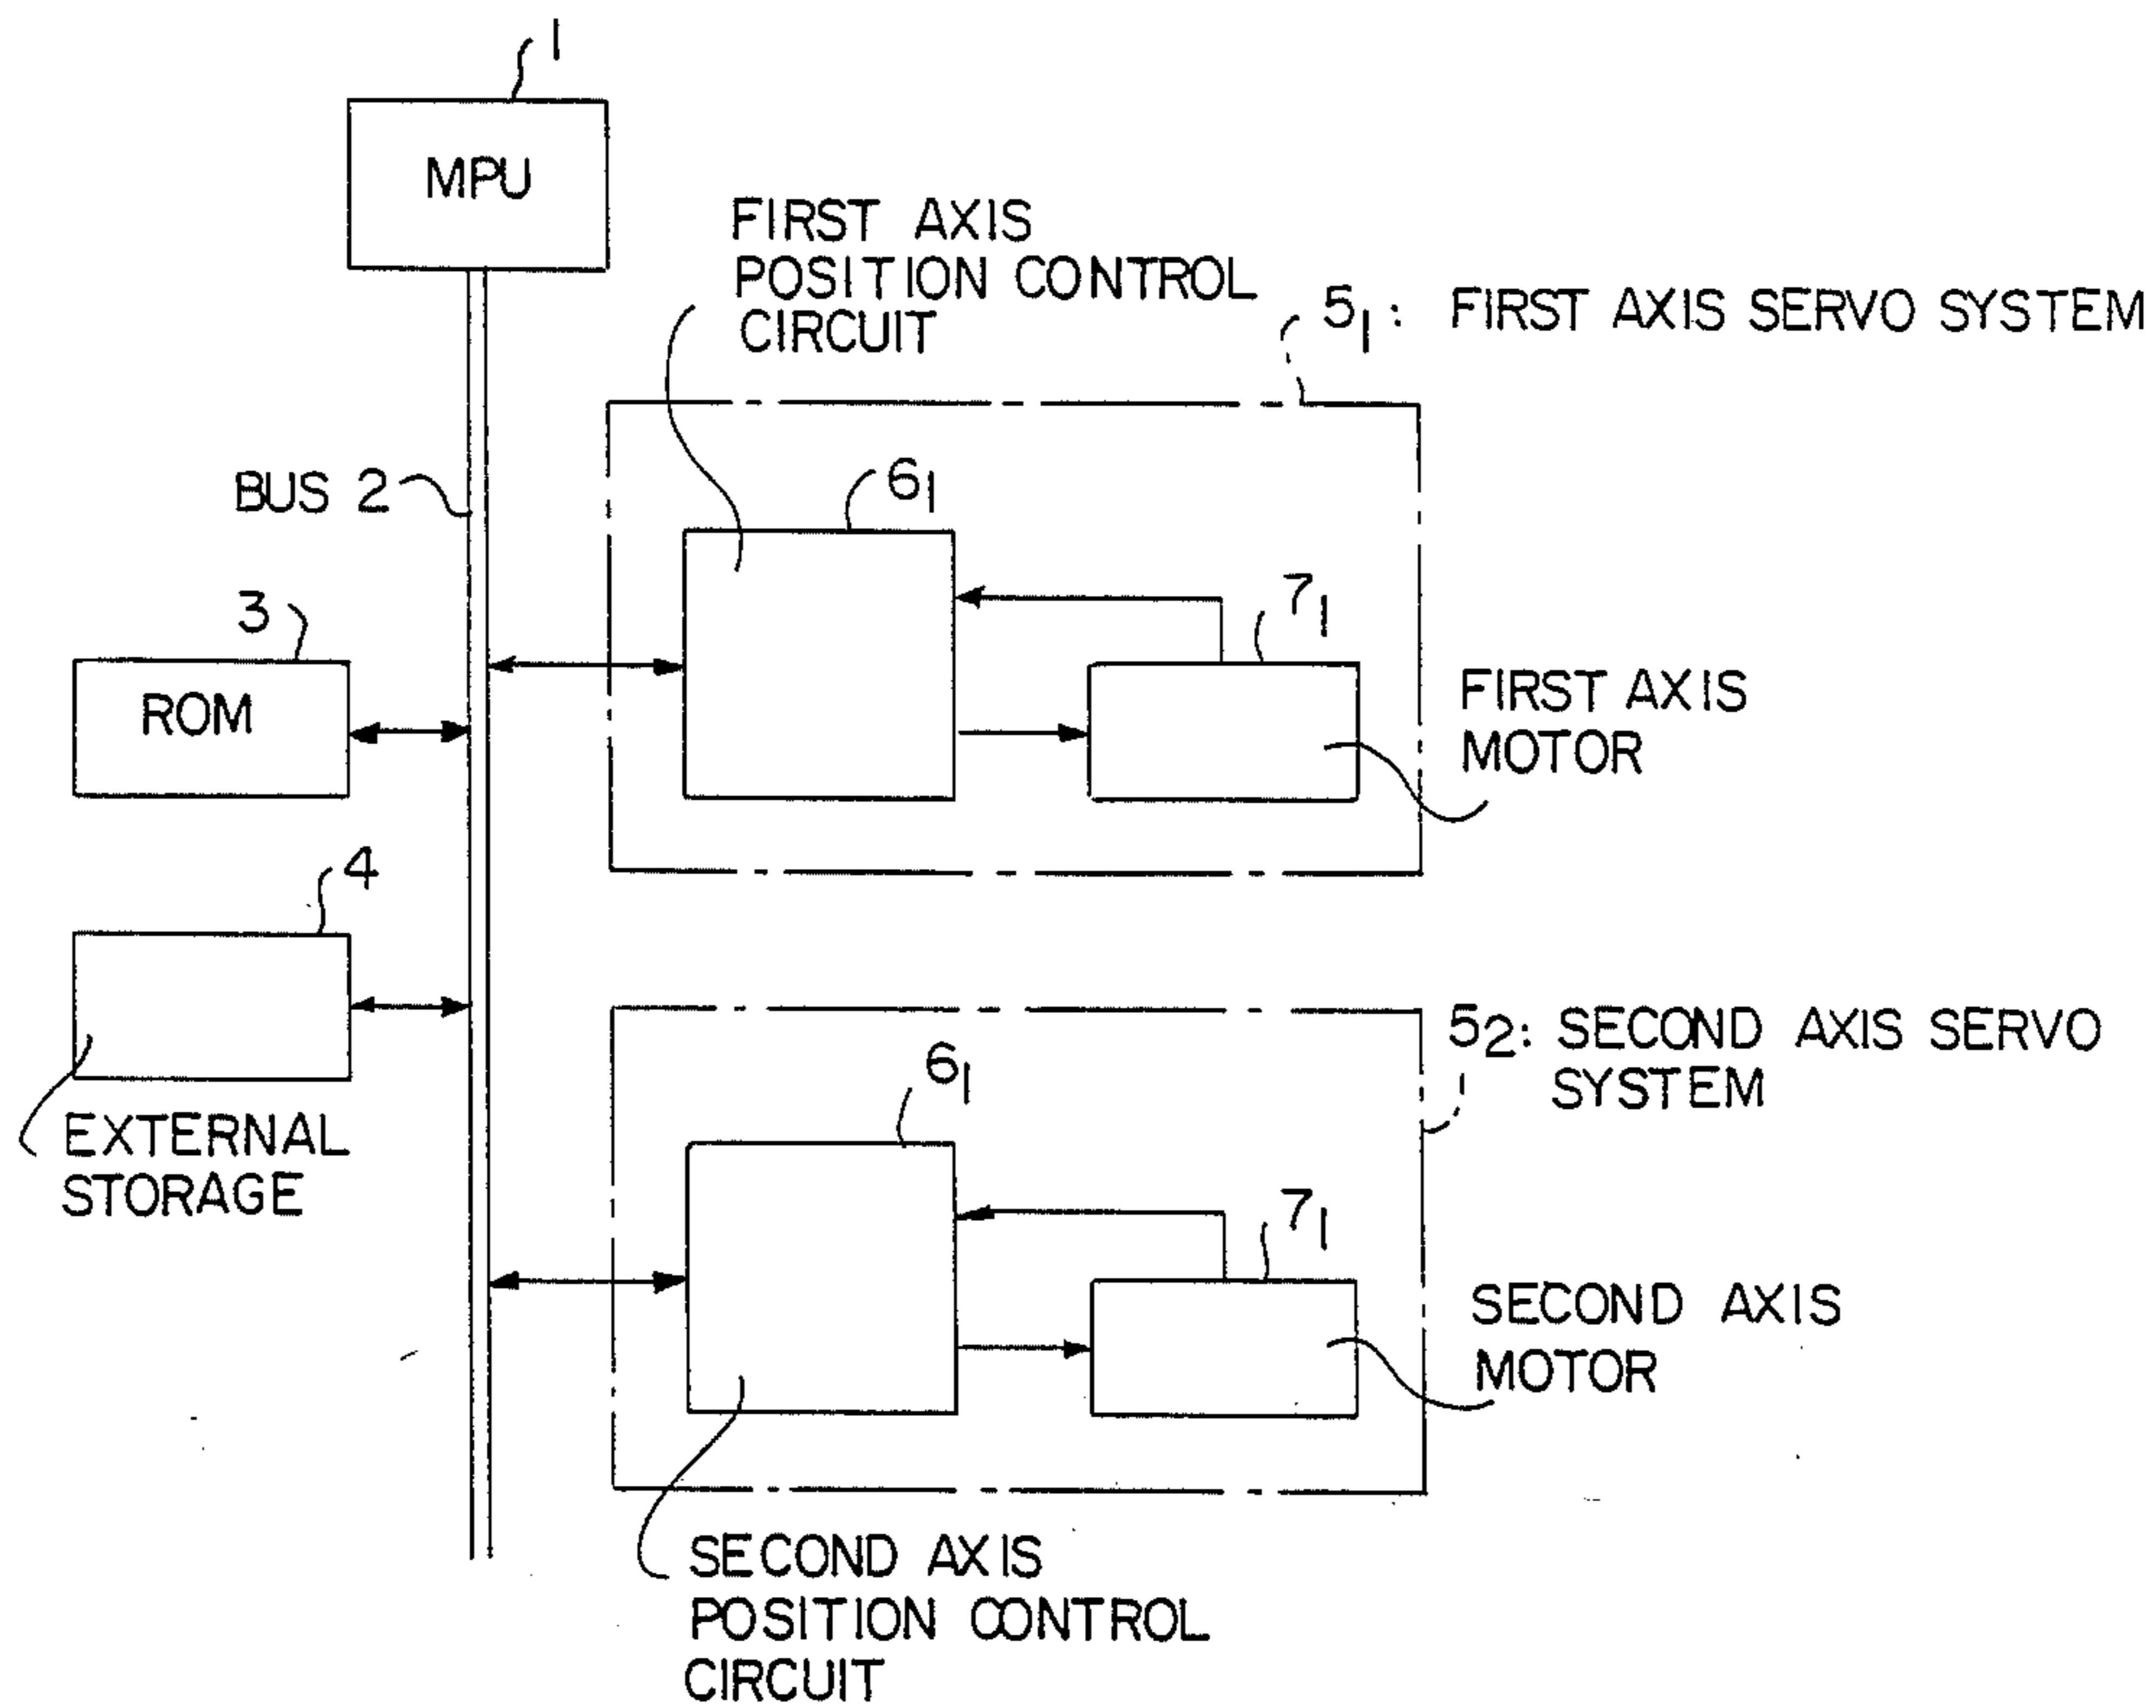 1
MPU
FIRST AXIS
POSITION CONTROL
CIRCUIT
5₁: FIRST AXIS SERVO SYSTEM
BUS 2
6₁
3
ROM
7₁
FIRST AXIS
MOTOR
4
EXTERNAL
STORAGE
5₂: SECOND AXIS SERVO
SYSTEM
6₁
7₁
SECOND AXIS
MOTOR
SECOND AXIS
POSITION CONTROL
CIRCUIT